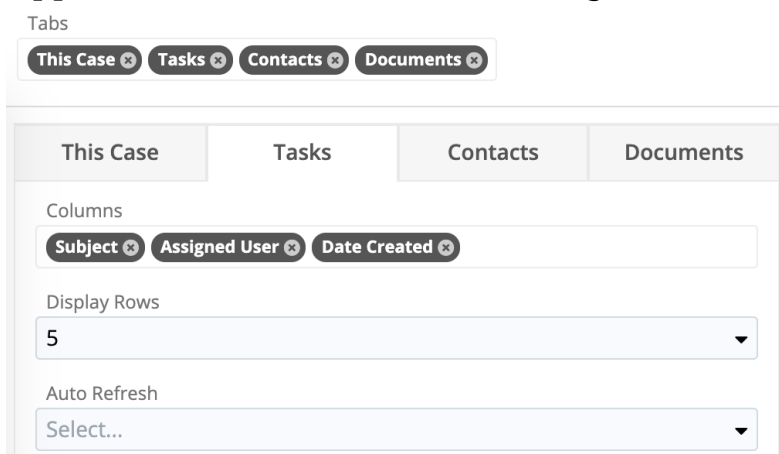 Tabs
This Case Tasks Contacts Documents
This Case Tasks Contacts Documents
Columns
Subject Assigned User Date Created
Display Rows
5
Auto Refresh
Select...